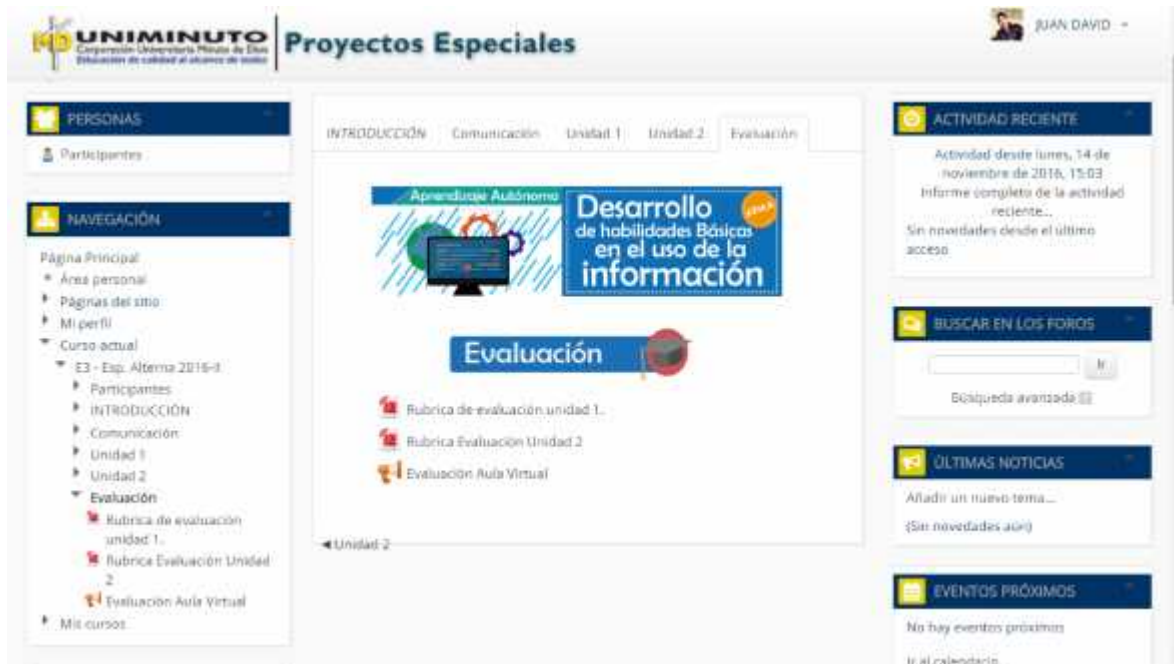 UNIMINUTO
Corporación Universitaria Minuto de Dios
Educación de calidad al alcance de todos
Proyectos Especiales
JUAN DAVID
PERSONAS
Participantes
NAVEGACIÓN
Página Principal
Área personal
Páginas del sitio
Mi perfil
Curso actual
E3 - Esp. Alterna 2016-II
Participantes
INTRODUCCIÓN
Comunicación
Unidad 1
Unidad 2
Evaluación
Rubrica de evaluación
unidad 1.
Rubrica Evaluación Unidad
2
Evaluación Aula Virtual
Mis cursos
INTRODUCCIÓN
Comunicación
Unidad 1
Unidad 2
Evaluación
Aprendizaje Autónomo
Desarrollo
de habilidades Básicas
en el uso de la
información
Evaluación
Rubrica de evaluación unidad 1.
Rubrica Evaluación Unidad 2
Evaluación Aula Virtual
◄ Unidad 2
ACTIVIDAD RECIENTE
Actividad desde lunes, 14 de
noviembre de 2016, 15:03
Informe completo de la actividad
reciente...
Sin novedades desde el último
acceso
BUSCAR EN LOS FOROS
Ir
Búsqueda avanzada
ÚLTIMAS NOTICIAS
Añadir un nuevo tema...
(Sin novedades aún)
EVENTOS PRÓXIMOS
No hay eventos próximos
Ir al calendario...